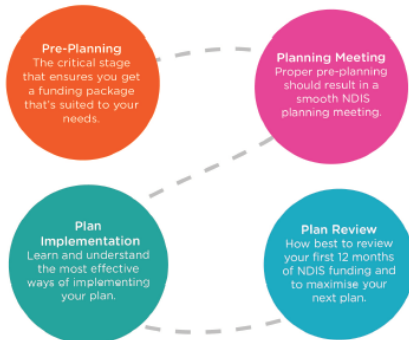 Pre-Planning
The critical stage
that ensures you get
a funding package
that's suited to your
needs.
Planning Meeting
Proper pre-planning
should result in a
smooth NDIS
planning meeting.
Plan
Implementation
Learn and understand
the most effective
ways of implementing
your plan.
Plan Review
How best to review
your first 12 months
of NDIS funding and
to maximise your
next plan.